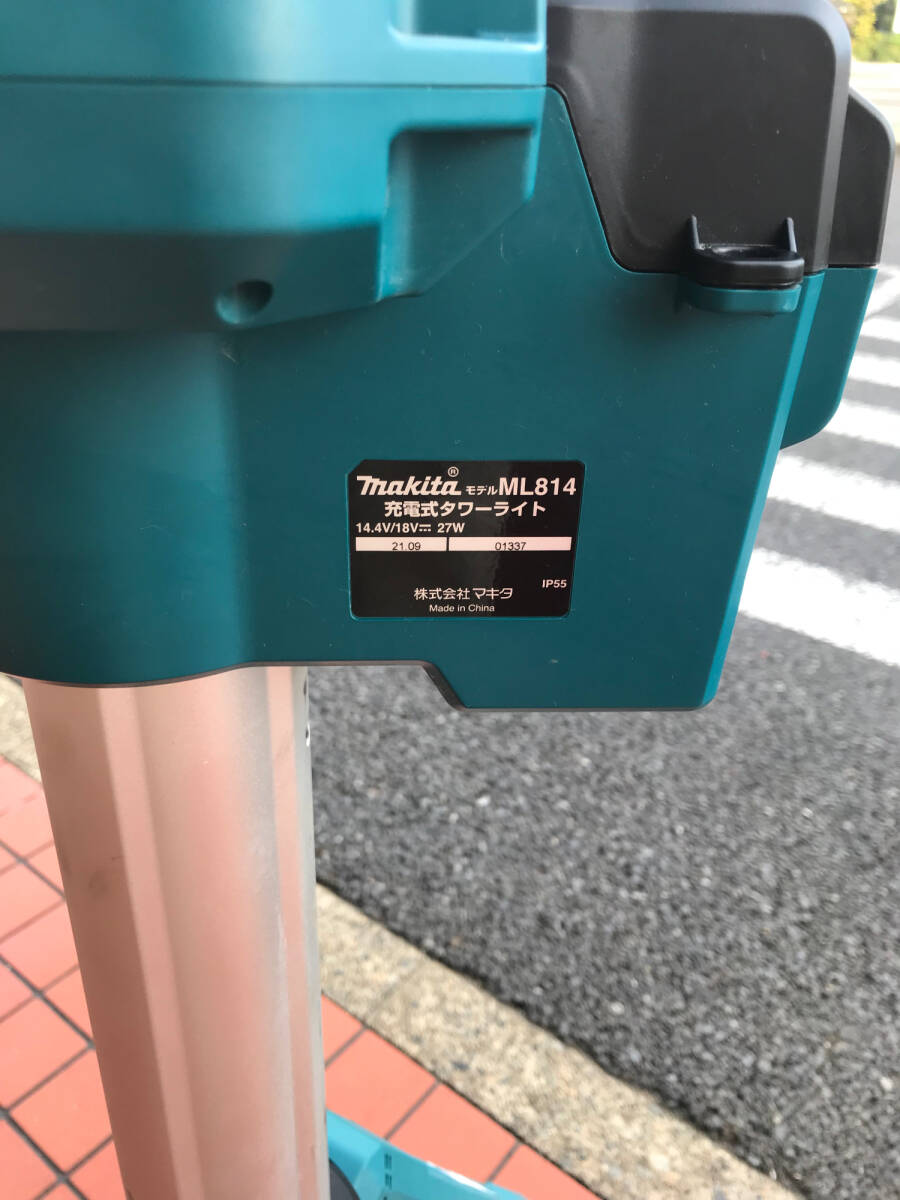 makita® モデルML814
充電式タワーライト
14.4V/18V⎓ 27W
21.09 01337
IP55
株式会社マキタ
Made in China